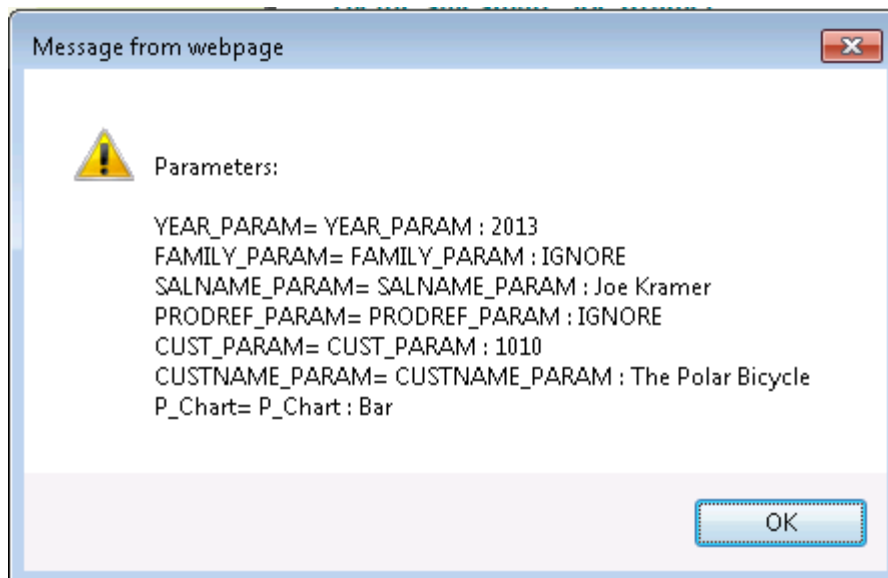 Message from webpage
Parameters:
YEAR_PARAM= YEAR_PARAM : 2013
FAMILY_PARAM= FAMILY_PARAM : IGNORE
SALNAME_PARAM= SALNAME_PARAM : Joe Kramer
PRODREF_PARAM= PRODREF_PARAM : IGNORE
CUST_PARAM= CUST_PARAM : 1010
CUSTNAME_PARAM= CUSTNAME_PARAM : The Polar Bicycle
P_Chart= P_Chart : Bar
OK